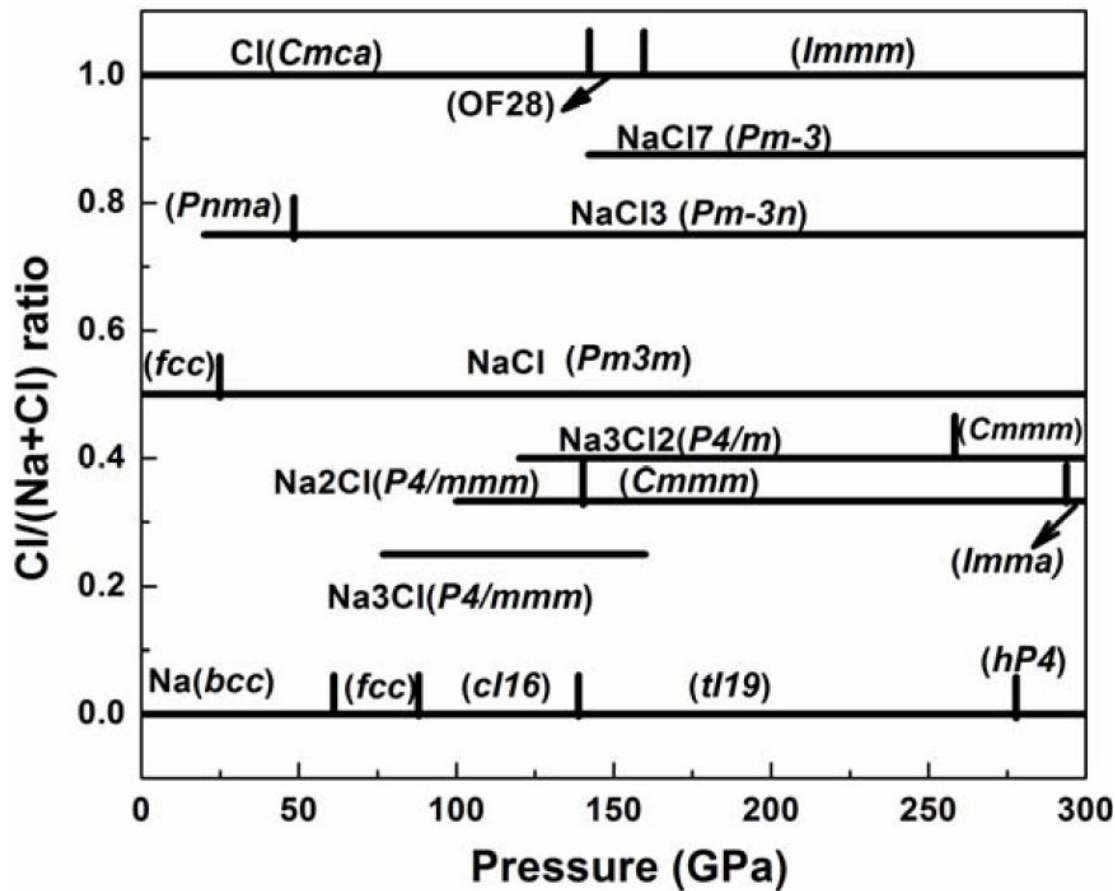 Cl(Cmca)
(Immm)
1.0
(OF28)
NaCl7 (Pm-3)
0.8
(Pnma)
NaCl3 (Pm-3n)
Cl/(Na+Cl) ratio
0.6
(fcc)
NaCl (Pm3m)
Na3Cl2(P4/m)
(Cmmm)
0.4
Na2Cl(P4/mmm)
(Cmmm)
(Imma)
0.2
Na3Cl(P4/mmm)
Na(bcc)
(fcc)
(cI16)
(tI19)
(hP4)
0.0
0 50 100 150 200 250 300
Pressure (GPa)